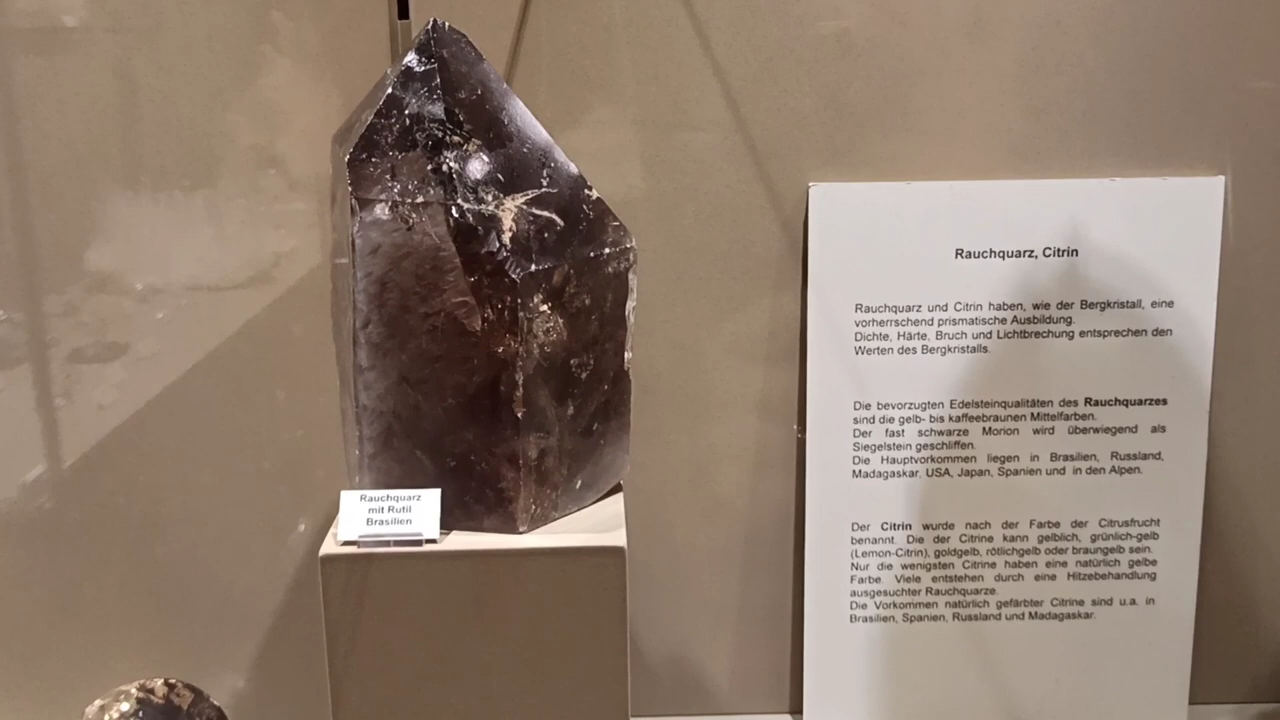 Rauchquarz
mit Rutil
Brasilien
Rauchquarz, Citrin
Rauchquarz und Citrin haben, wie der Bergkristall, eine
vorherrschend prismatische Ausbildung.
Dichte, Härte, Bruch und Lichtbrechung entsprechen den
Werten des Bergkristalls.
Die bevorzugten Edelsteinqualitäten des Rauchquarzes
sind die gelb- bis kaffeebraunen Mittelfarben.
Der fast schwarze Morion wird überwiegend als
Siegelstein geschliffen.
Die Hauptvorkommen liegen in Brasilien, Russland,
Madagaskar, USA, Japan, Spanien und in den Alpen.
Der Citrin wurde nach der Farbe der Citrusfrucht
benannt. Die der Citrine kann gelblich, grünlich-gelb
(Lemon-Citrin), goldgelb, rötlichgelb oder braungelb sein.
Nur die wenigsten Citrine haben eine natürlich gelbe
Farbe. Viele entstehen durch eine Hitzebehandlung
ausgesuchter Rauchquarze.
Die Vorkommen natürlich gefärbter Citrine sind u.a. in
Brasilien, Spanien, Russland und Madagaskar.